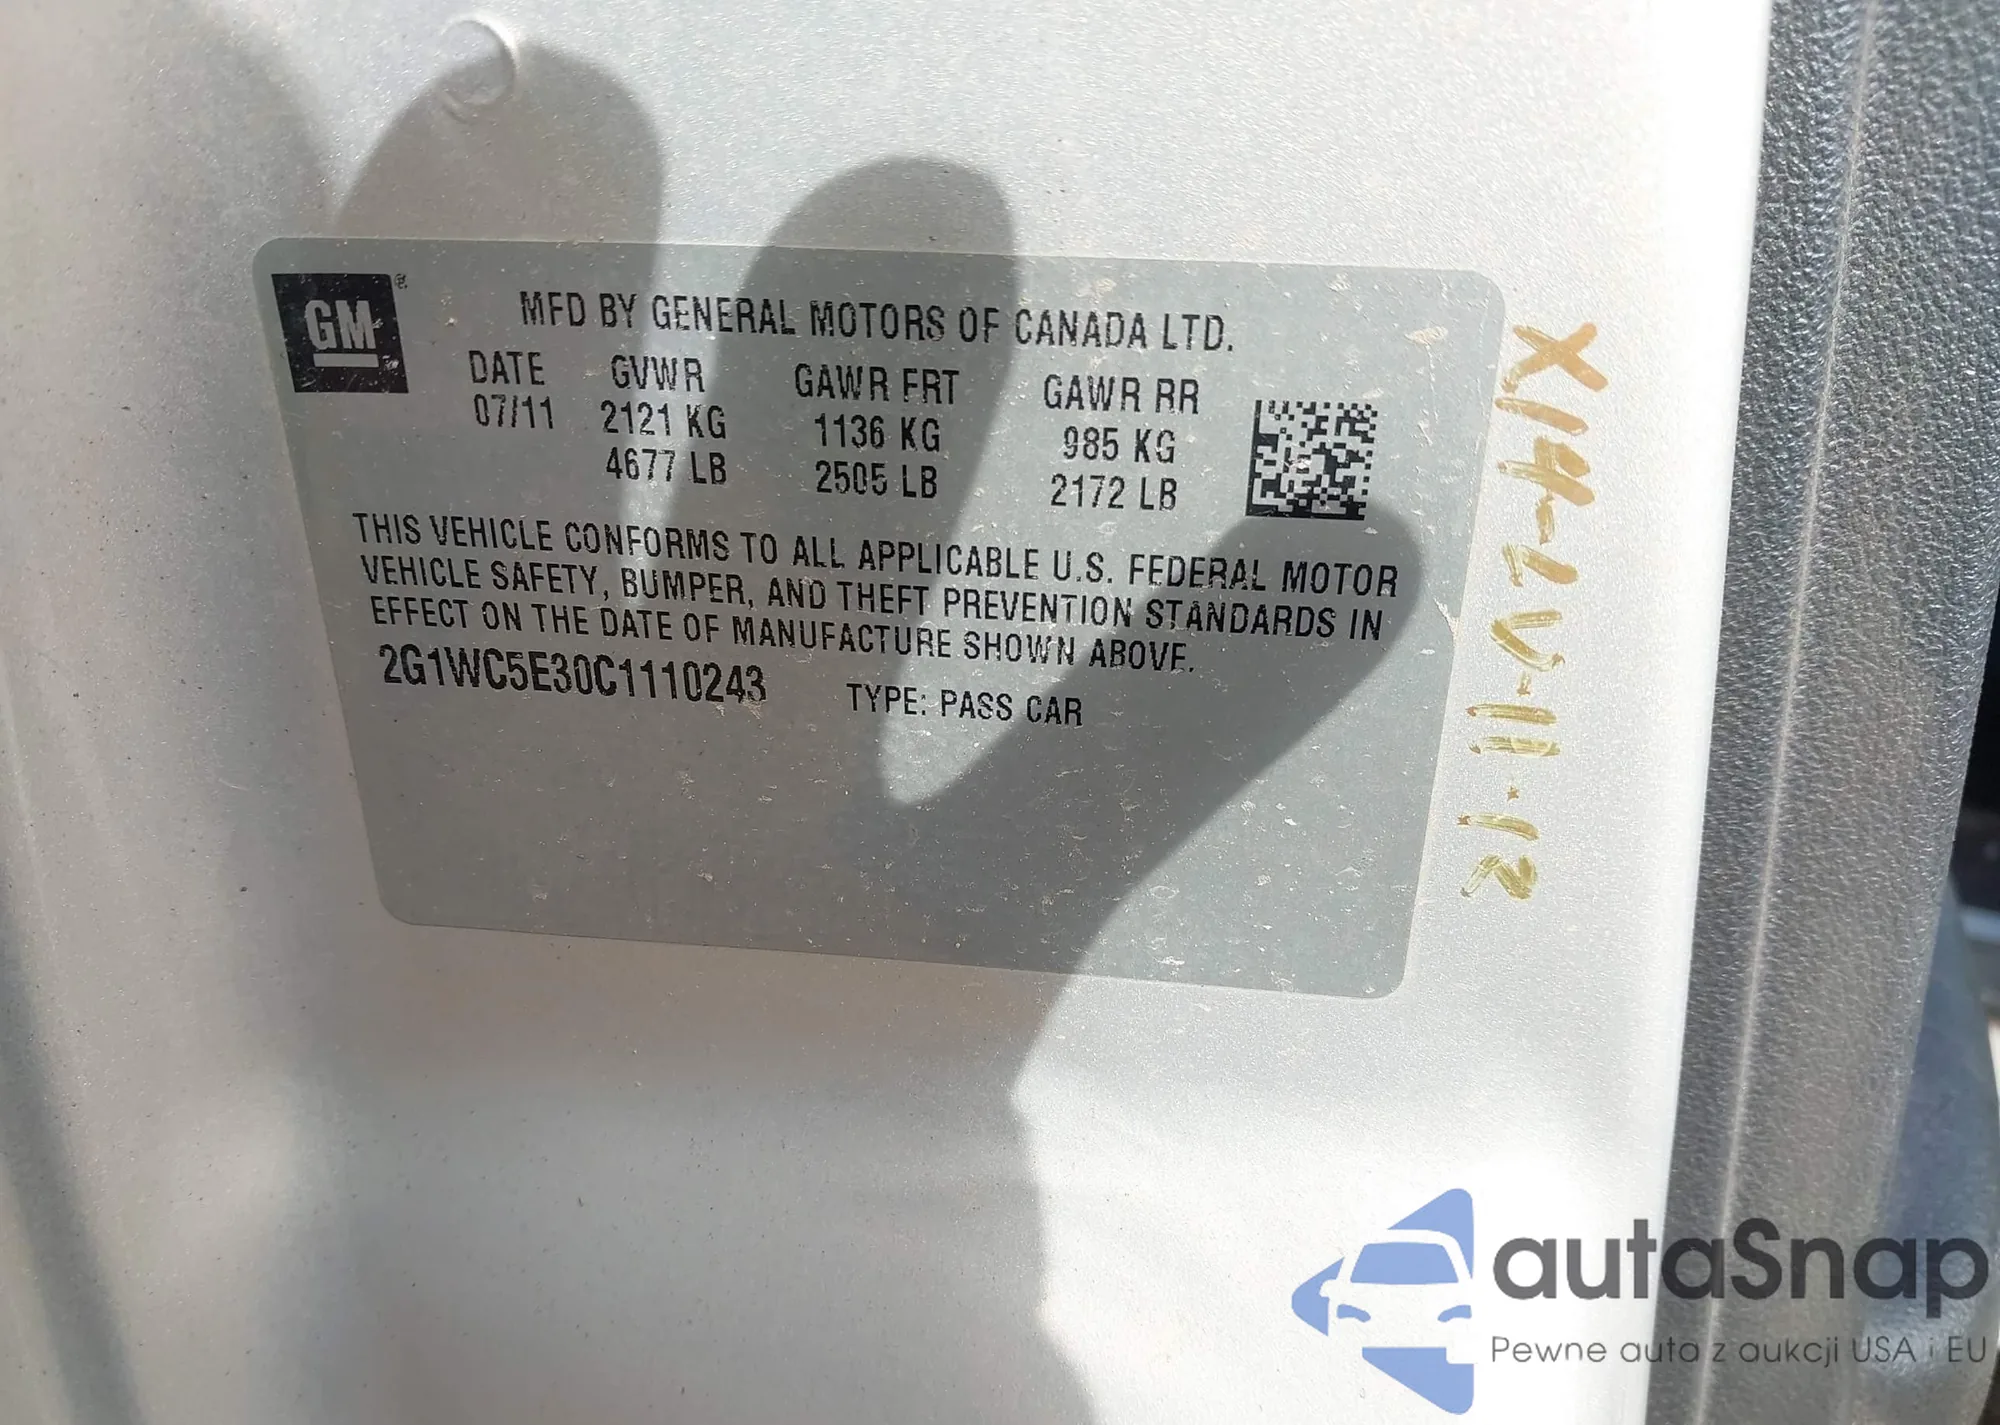 GM
MFD BY GENERAL MOTORS OF CANADA LTD.
DATE GVWR GAWR FRT GAWR RR
07/11 2121 KG 1136 KG 985 KG
4677 LB 2505 LB 2172 LB
THIS VEHICLE CONFORMS TO ALL APPLICABLE U.S. FEDERAL MOTOR
VEHICLE SAFETY, BUMPER, AND THEFT PREVENTION STANDARDS IN
EFFECT ON THE DATE OF MANUFACTURE SHOWN ABOVE.
2G1WC5E30C1110243 TYPE: PASS CAR
autaSnap
Pewne auta z aukcji USA i EU